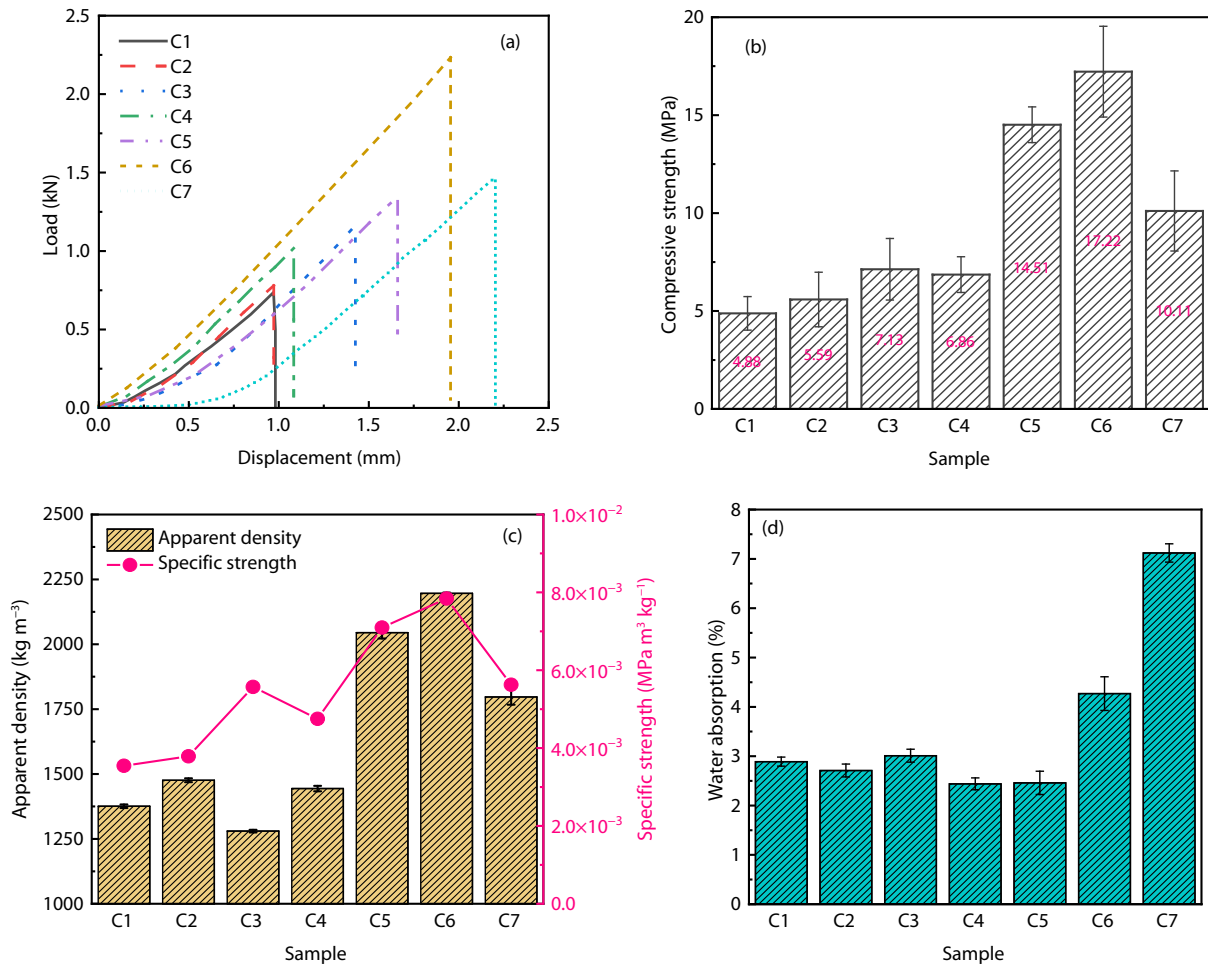 (a)
C1
C2
C3
C4
C5
C6
C7
Load (kN)
2.5
2.0
1.5
1.0
0.5
0.0
0.0 0.5 1.0 1.5 2.0 2.5
Displacement (mm)
(b)
Compressive strength (MPa)
20
15
10
5
0
4.88
5.59
7.13
6.86
14.51
17.22
10.11
C1 C2 C3 C4 C5 C6 C7
Sample
(c)
Apparent density
Specific strength
Apparent density (kg m⁻³)
2500
2250
2000
1750
1500
1250
1000
1.0×10⁻²
8.0×10⁻³
6.0×10⁻³
4.0×10⁻³
2.0×10⁻³
0.0
Specific strength (MPa m³ kg⁻¹)
C1 C2 C3 C4 C5 C6 C7
Sample
(d)
Water absorption (%)
8
7
6
5
4
3
2
1
0
C1 C2 C3 C4 C5 C6 C7
Sample